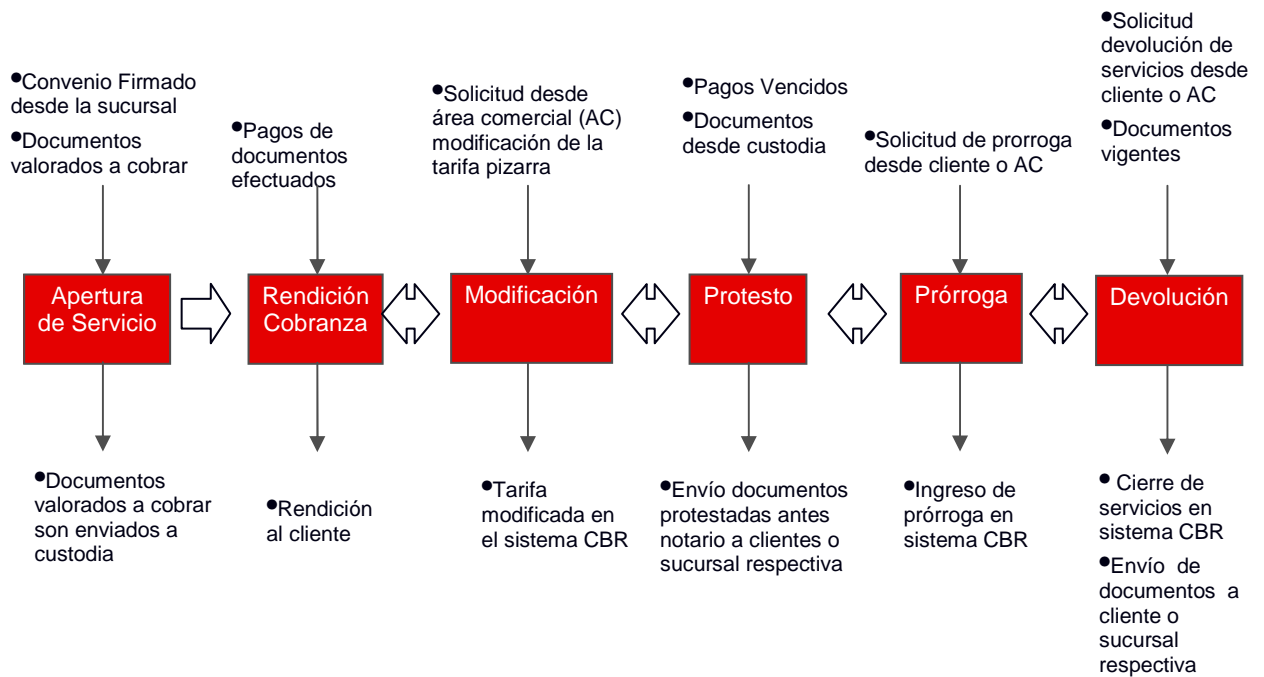 ●Convenio Firmado
desde la sucursal
●Documentos
valorados a cobrar
●Pagos de
documentos
efectuados
●Solicitud desde
área comercial (AC)
modificación de la
tarifa pizarra
●Pagos Vencidos
●Documentos
desde custodia
●Solicitud de prorroga
desde cliente o AC
●Solicitud
devolución de
servicios desde
cliente o AC
●Documentos
vigentes
Apertura
de Servicio
Rendición
Cobranza
Modificación
Protesto
Prórroga
Devolución
●Documentos
valorados a cobrar
son enviados a
custodia
●Rendición
al cliente
●Tarifa
modificada en
el sistema CBR
●Envío documentos
protestadas antes
notario a clientes o
sucursal respectiva
●Ingreso de
prórroga en
sistema CBR
● Cierre de
servicios en
sistema CBR
●Envío de
documentos a
cliente o
sucursal
respectiva